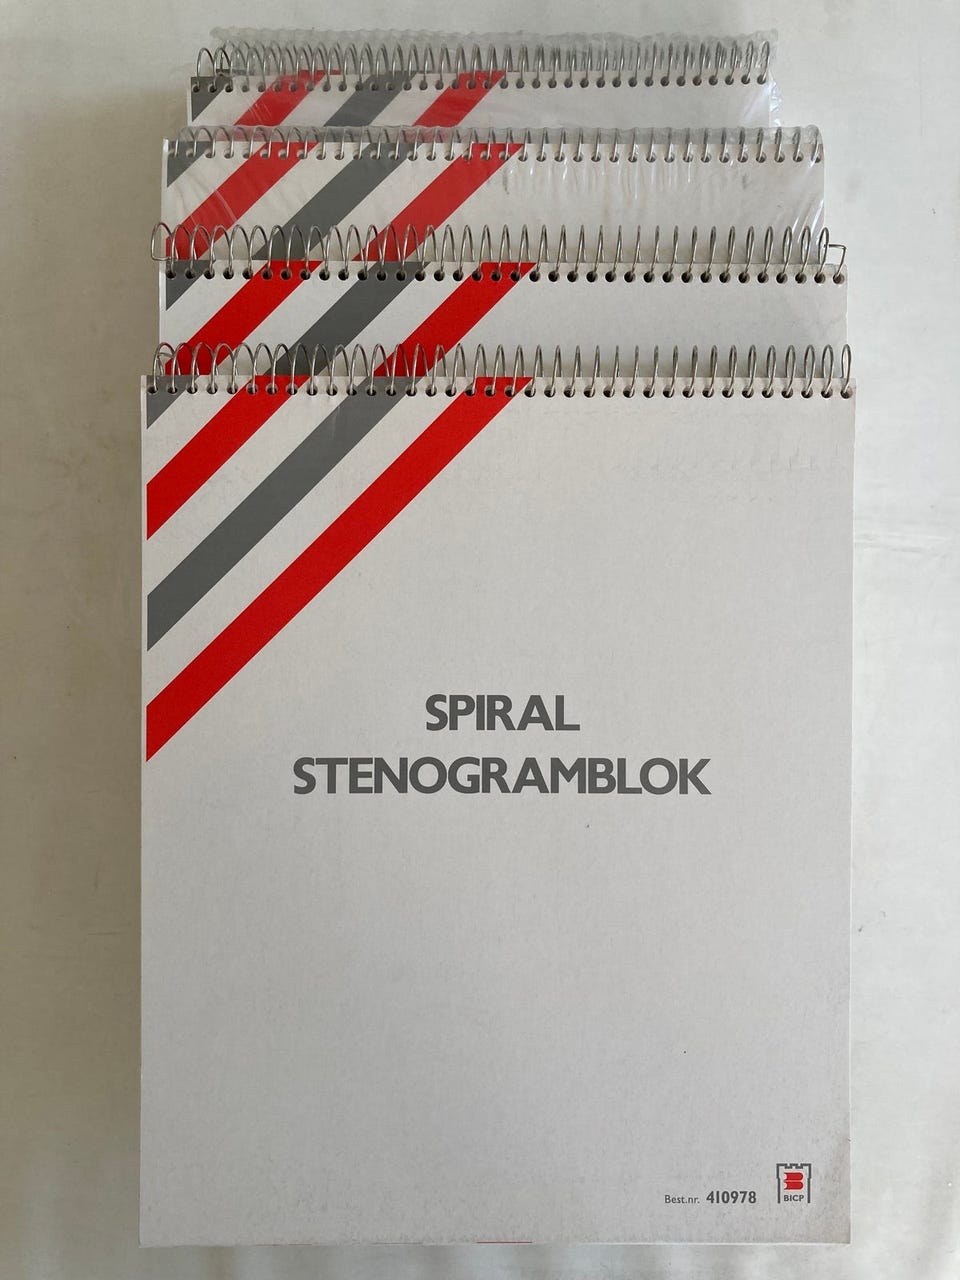 SPIRAL
STENOGRAMBLOK
Best.nr. 410978
BICP